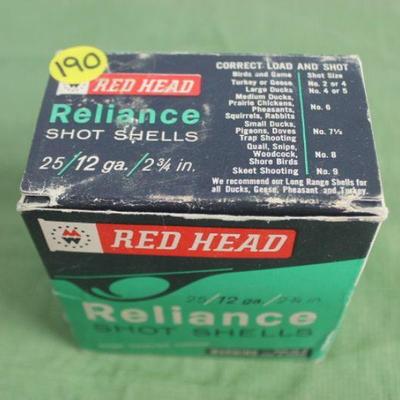 190
RED HEAD
Reliance
SHOT SHELLS
25/12 ga./2¾ in.
CORRECT LOAD AND SHOT
Birds and Game Shot Size
Turkey or Geese No. 2 or 4
Large Ducks No. 4 or 5
Medium Ducks,
Prairie Chickens,
Pheasants, No. 6
Squirrels, Rabbits
Small Ducks,
Pigeons, Doves No. 7½
Trap Shooting
Quail, Snipe,
Woodcock, No. 8
Shore Birds
Skeet Shooting No. 9
We recommend our Long Range Shells for
all Ducks, Geese, Pheasant and Turkey.
RED HEAD
25/12 ga./2¾ in.
Reliance
SHOT SHELLS